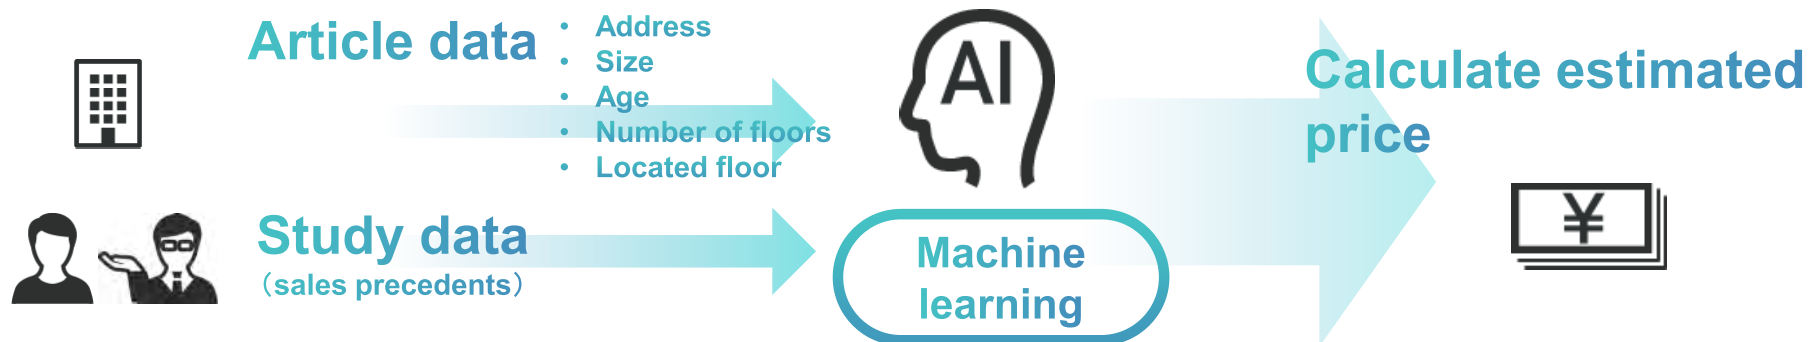 Article data
• Address
• Size
• Age
• Number of floors
• Located floor
Study data
（sales precedents）
AI
Machine
learning
Calculate estimated
price
¥